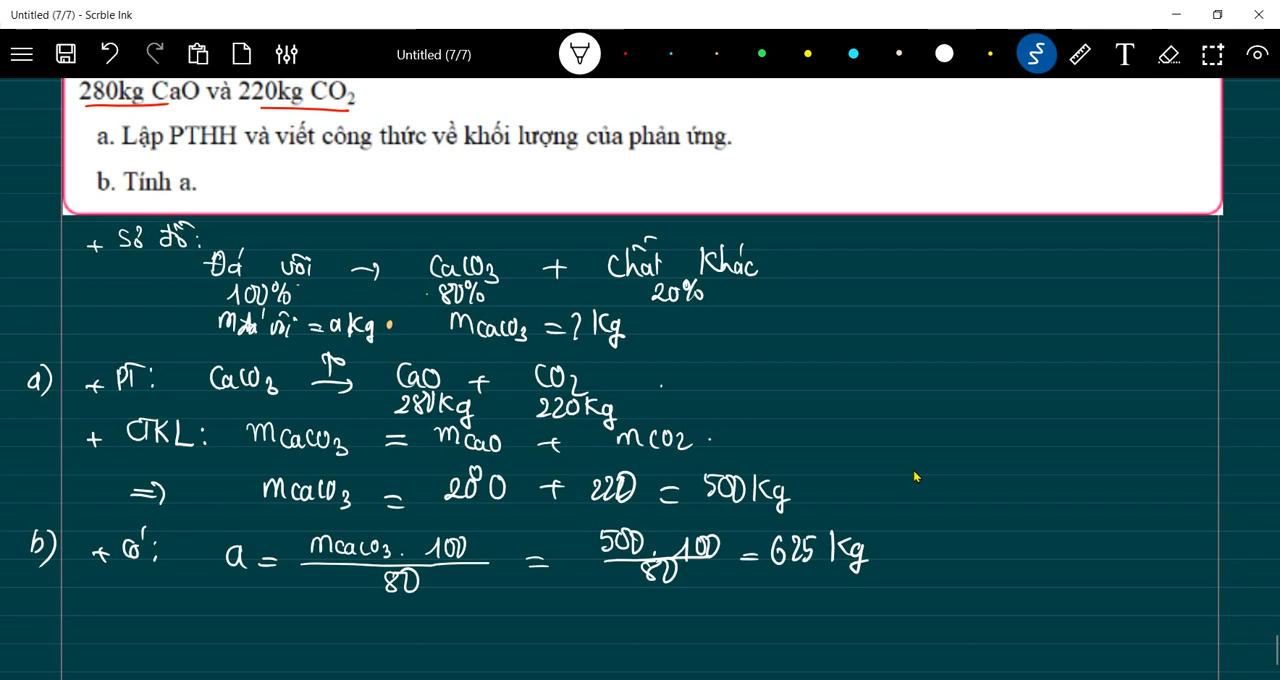 Untitled (7/7) - Scrble Ink
Untitled (7/7)
280kg CaO và 220kg CO₂
a. Lập PTHH và viết công thức về khối lượng của phản ứng.
b. Tính a.
+ Sơ đồ:
Đá vôi → CaCO₃ + Chất Khác
100% 80% 20%
m đá vôi = a kg mCaCO₃ = ? Kg
a) + PT: CaCO₃ →(t⁰) CaO + CO₂
280Kg 220Kg
+ CTKL: mCaCO₃ = mCaO + mCO₂
=> mCaCO₃ = 280 + 220 = 500 Kg
b) + Có: a = mCaCO₃ . 100 / 80 = 500 . 100 / 80 = 625 Kg